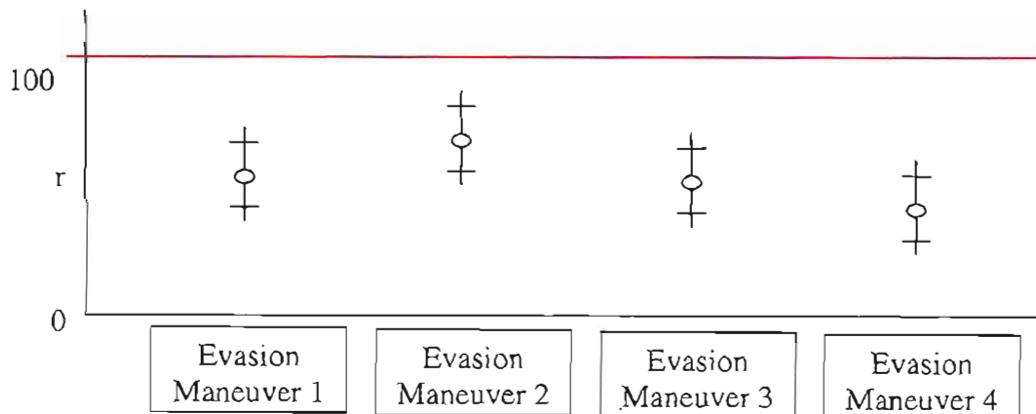 100
r
0
Evasion
Maneuver 1
Evasion
Maneuver 2
Evasion
Maneuver 3
Evasion
Maneuver 4